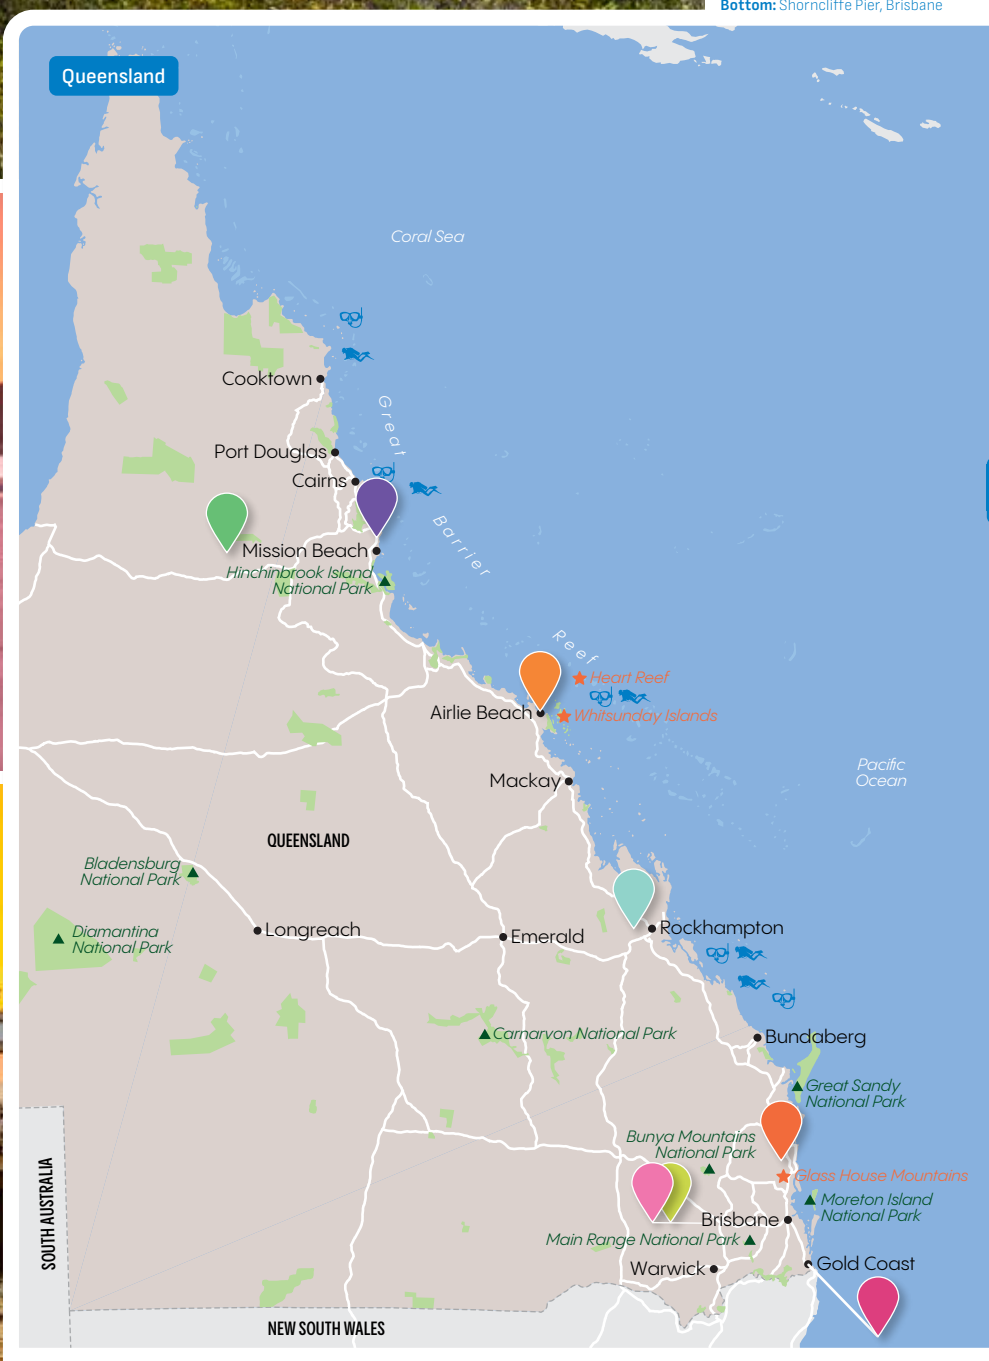 Bottom: Shorncliffe Pier, Brisbane
Queensland
Coral Sea
Cooktown
Great
Port Douglas
Cairns
Barrier
Mission Beach
Hinchinbrook Island
National Park
Reef
Heart Reef
Airlie Beach
Whitsunday Islands
Pacific
Ocean
Mackay
QUEENSLAND
Bladensburg
National Park
Diamantina
National Park
Longreach
Emerald
Rockhampton
Carnarvon National Park
Bundaberg
Great Sandy
National Park
Bunya Mountains
National Park
Glass House Mountains
Moreton Island
National Park
Brisbane
Main Range National Park
Gold Coast
Warwick
SOUTH AUSTRALIA
NEW SOUTH WALES